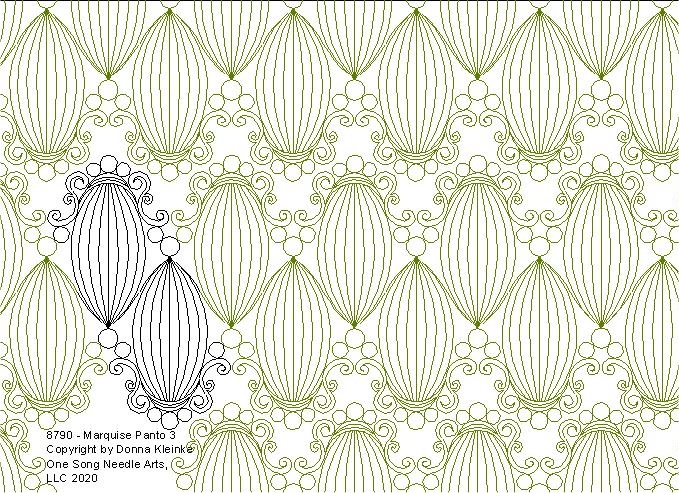 8790 - Marquise Panto 3
Copyright by Donna Kleinke
One Song Needle Arts,
LLC 2020